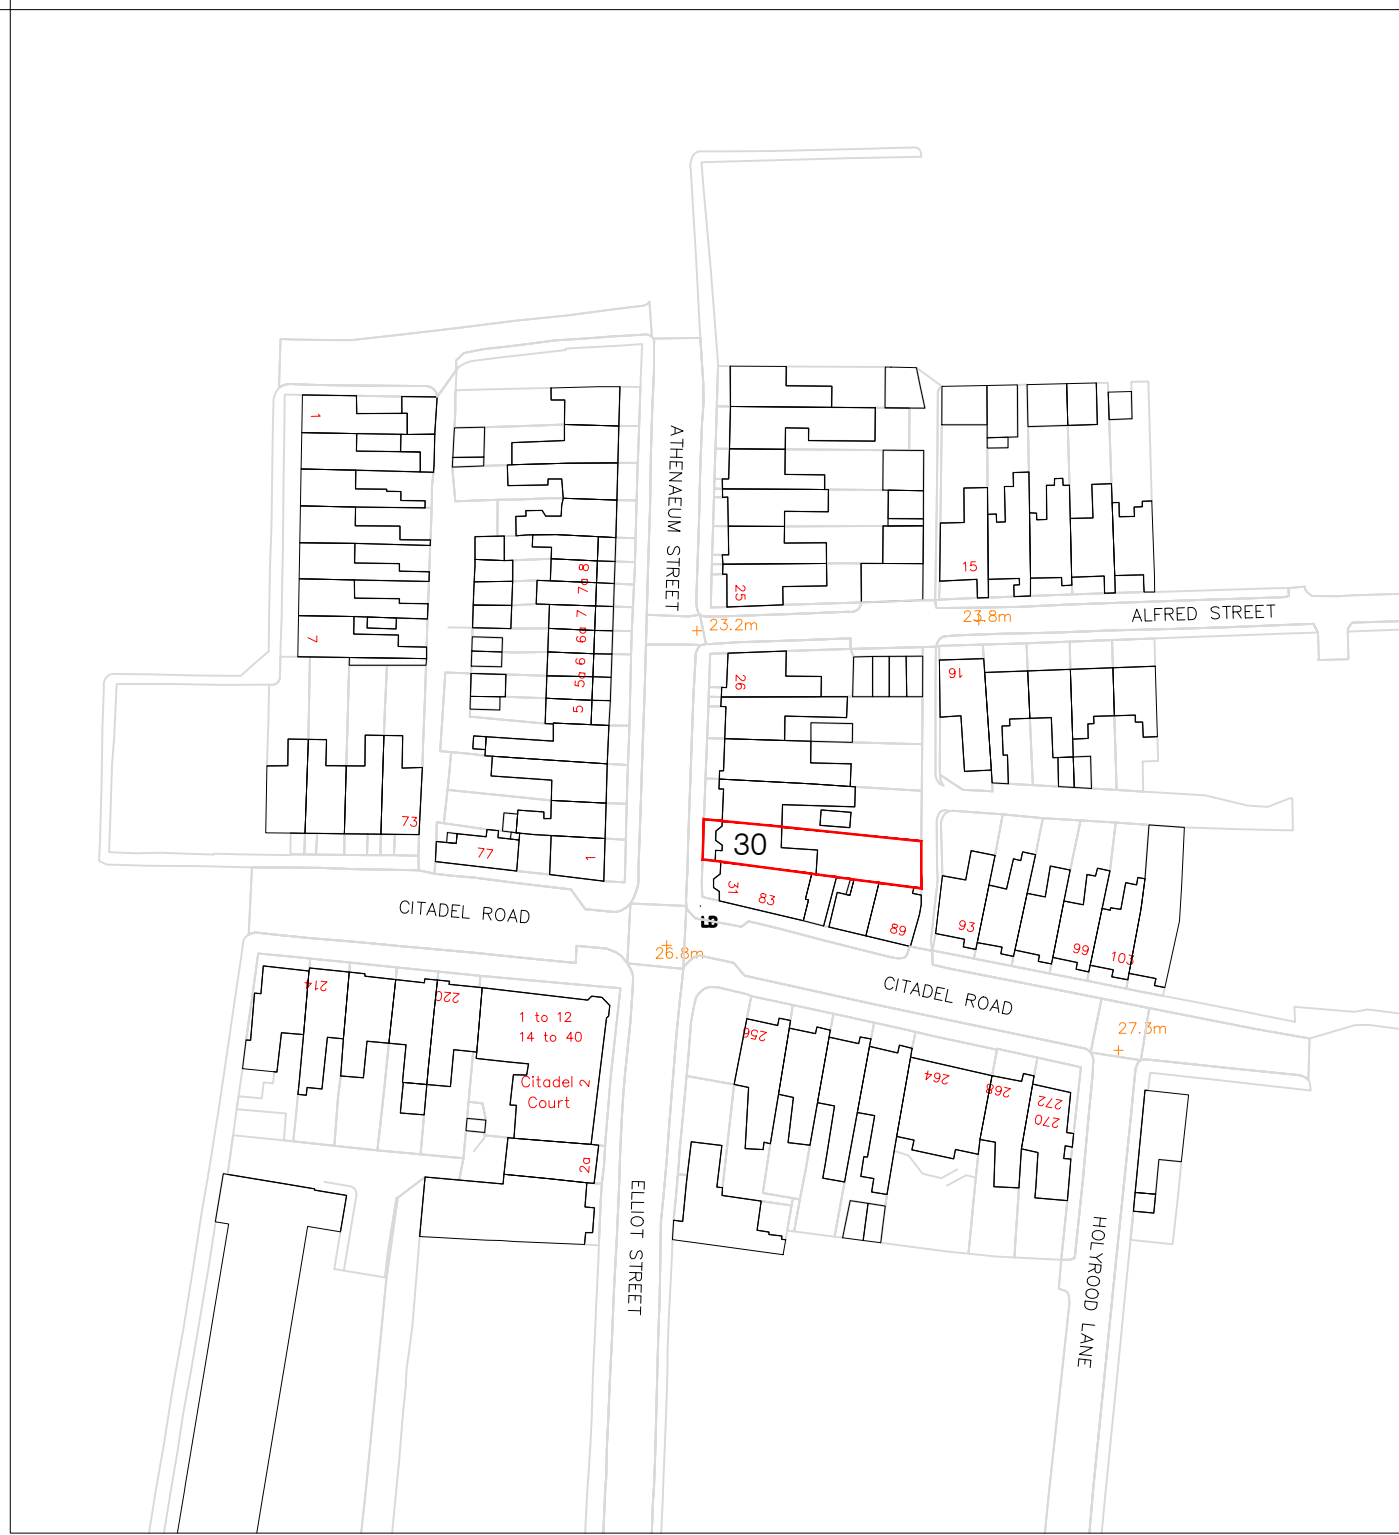 1
ATHENAEUM STREET
8
7a
7
6a
6
5a
5
25
15
ALFRED STREET
23.2m
23.8m
7
26
16
73
77
1
30
31
83
89
93
99
103
LB
CITADEL ROAD
26.8m
CITADEL ROAD
214
220
1 to 12
14 to 40
Citadel
Court
2
2a
256
264
268
272
270
27.3m
ELLIOT STREET
HOLYROOD LANE